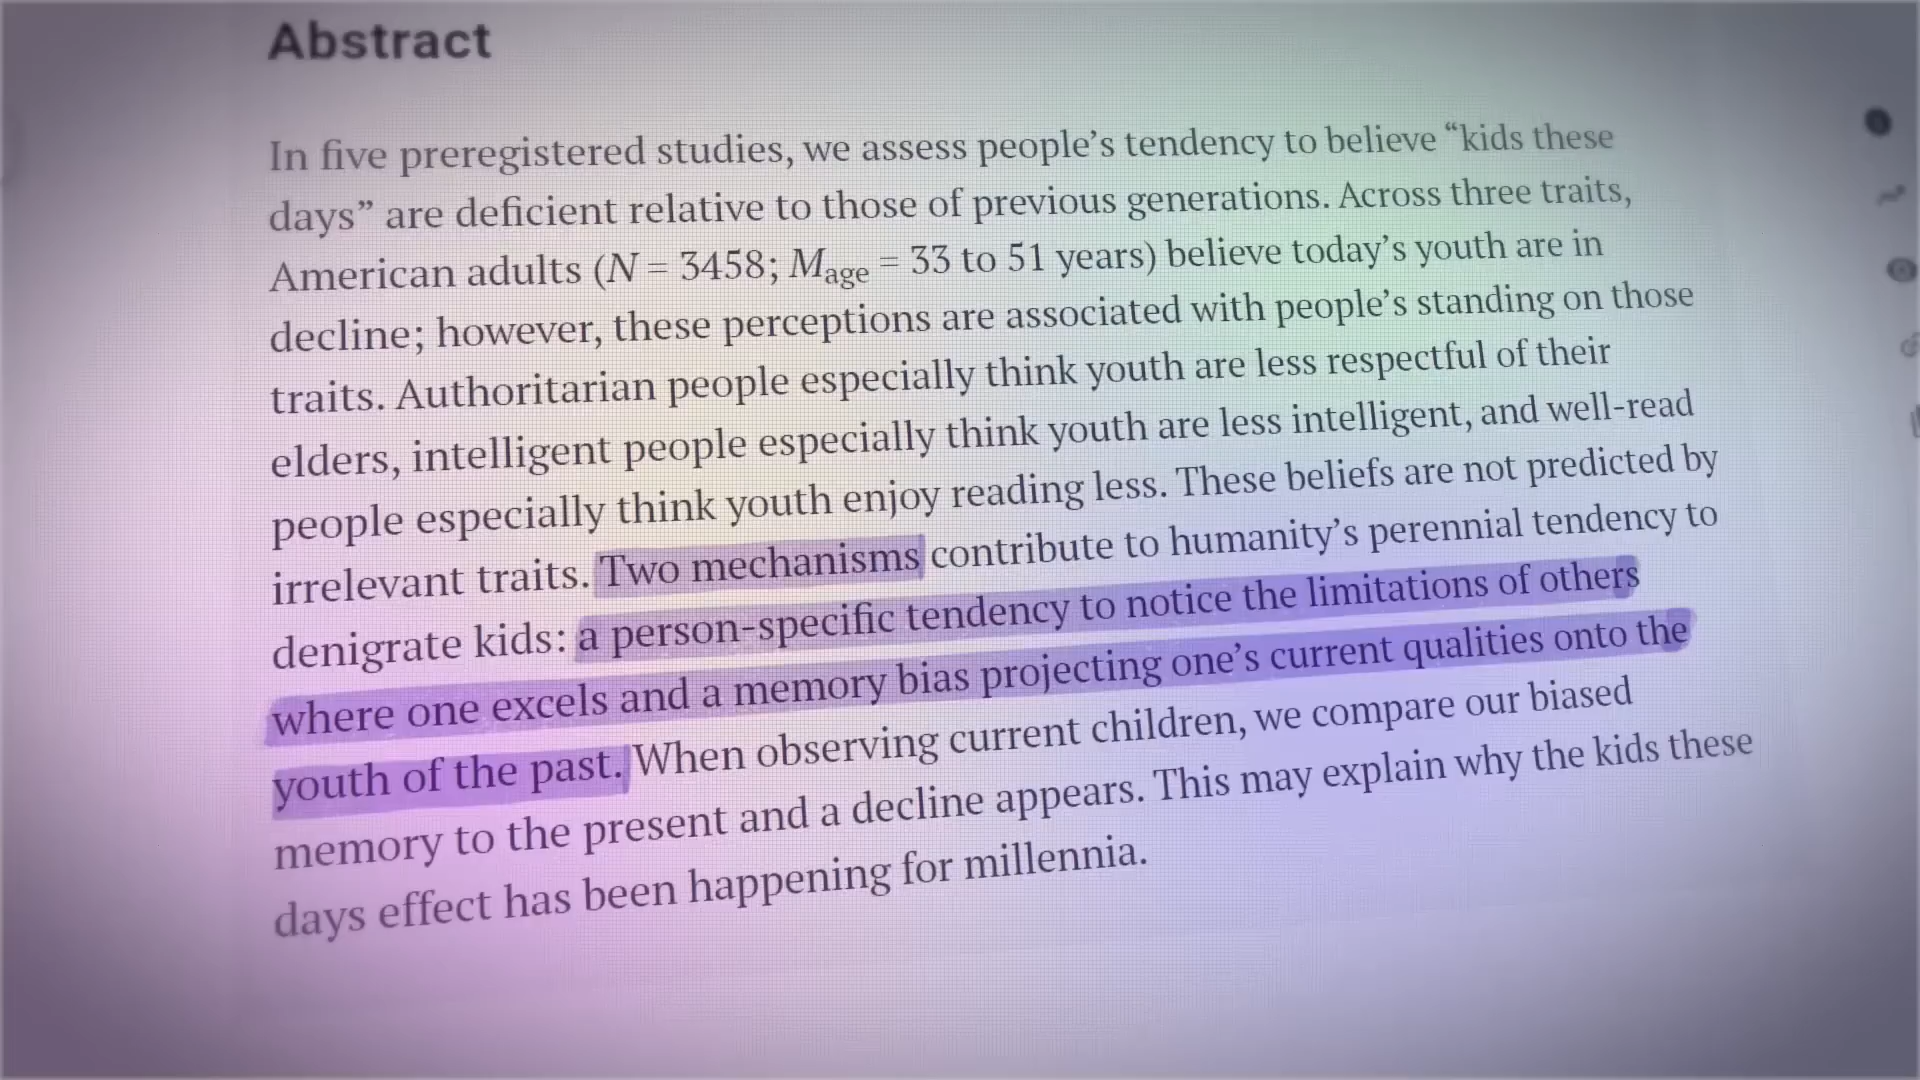 Abstract
In five preregistered studies, we assess people’s tendency to believe “kids these
days” are deficient relative to those of previous generations. Across three traits,
American adults (N = 3458; Mage = 33 to 51 years) believe today’s youth are in
decline; however, these perceptions are associated with people’s standing on those
traits. Authoritarian people especially think youth are less respectful of their
elders, intelligent people especially think youth are less intelligent, and well-read
people especially think youth enjoy reading less. These beliefs are not predicted by
irrelevant traits. Two mechanisms contribute to humanity’s perennial tendency to
denigrate kids: a person-specific tendency to notice the limitations of others
where one excels and a memory bias projecting one’s current qualities onto the
youth of the past. When observing current children, we compare our biased
memory to the present and a decline appears. This may explain why the kids these
days effect has been happening for millennia.